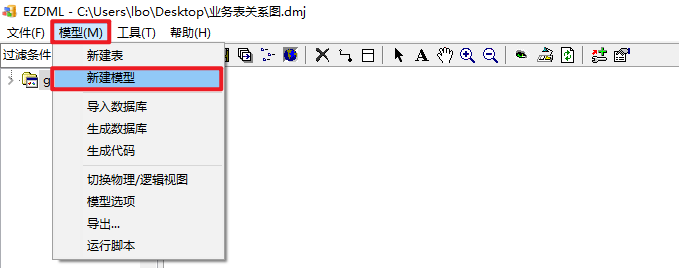 EZDML - C:\Users\lbo\Desktop\业务表关系图.dmj
文件(F) 模型(M) 工具(T) 帮助(H)
过滤条件
新建表
g
新建模型
导入数据库
生成数据库
生成代码
切换物理/逻辑视图
模型选项
导出...
运行脚本